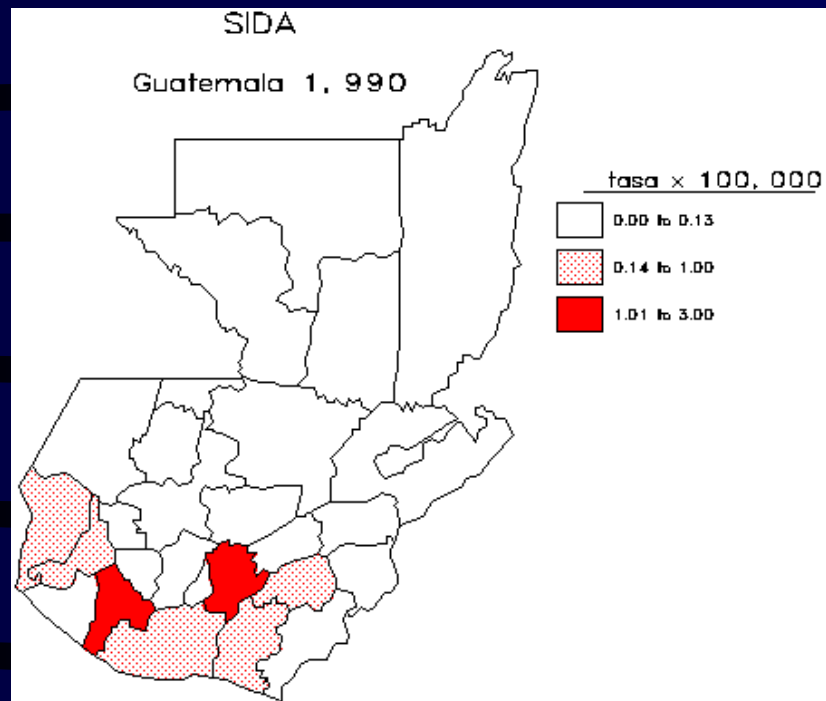 SIDA
Guatemala 1,990
tasa x 100,000
0.00 to 0.13
0.14 to 1.00
1.01 to 3.00